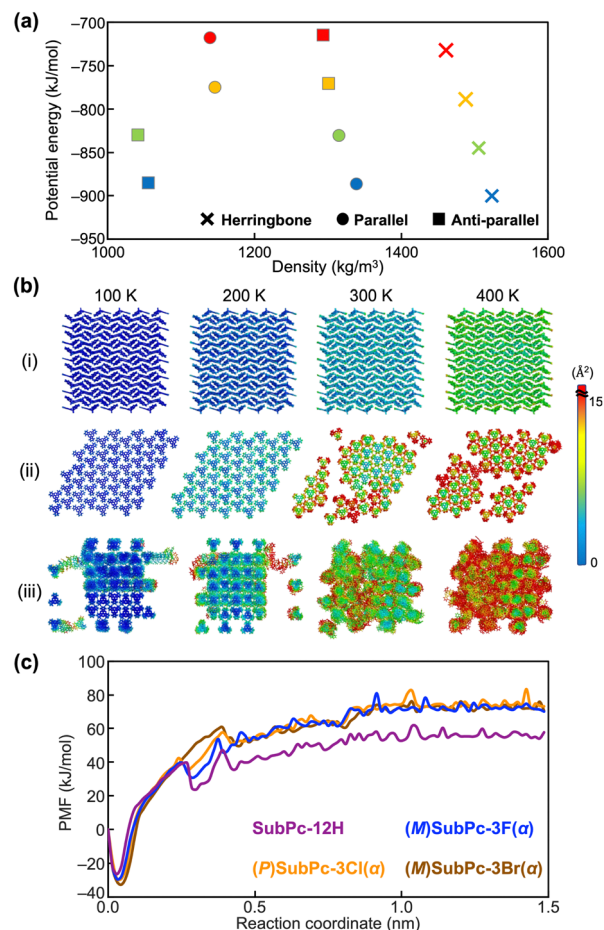 (a)
Potential energy (kJ/mol)
–700
–750
–800
–850
–900
–950
Herringbone Parallel Anti-parallel
1000 1200 1400 1600
Density (kg/m³)
(b)
100 K 200 K 300 K 400 K
(i)
(ii)
(iii)
(Å²)
15
0
(c)
PMF (kJ/mol)
100
80
60
40
20
0
–20
–40
SubPc-12H (M)SubPc-3F(α)
(P)SubPc-3Cl(α) (M)SubPc-3Br(α)
0.0 0.5 1.0 1.5
Reaction coordinate (nm)